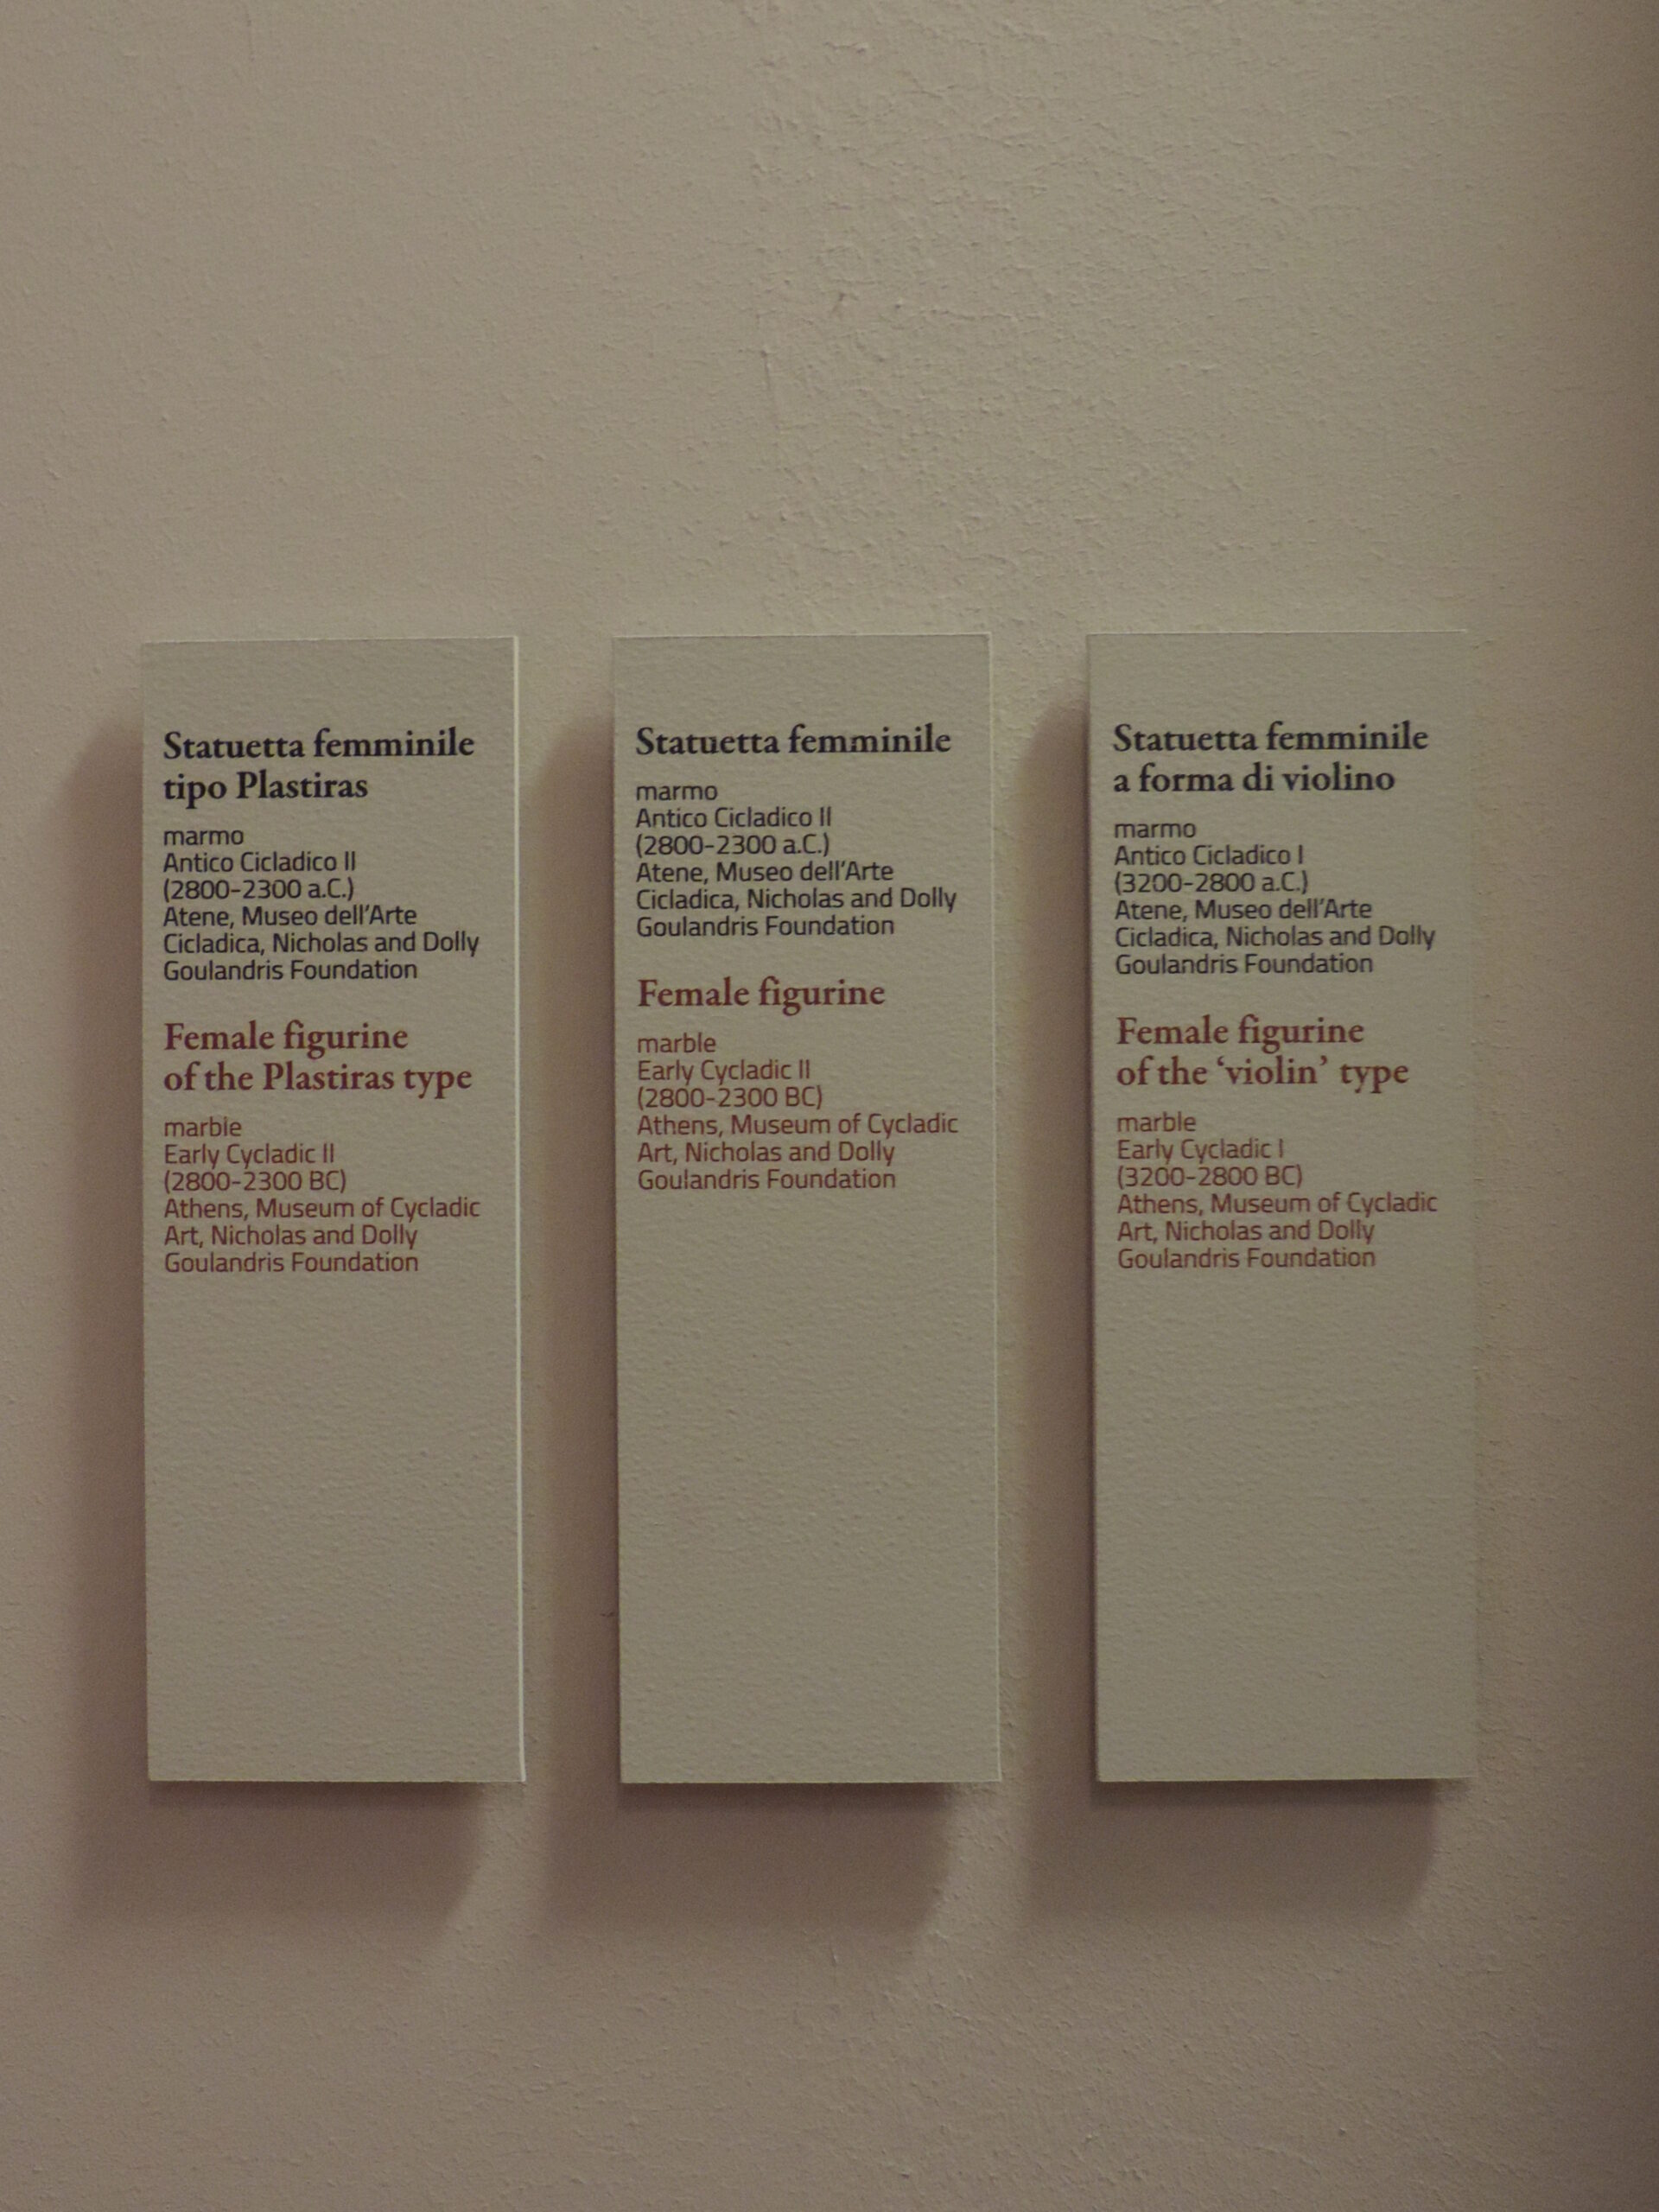 Statuetta femminile
tipo Plastiras
marmo
Antico Cicladico II
(2800-2300 a.C.)
Atene, Museo dell'Arte
Cicladica, Nicholas and Dolly
Goulandris Foundation
Female figurine
of the Plastiras type
marble
Early Cycladic II
(2800-2300 BC)
Athens, Museum of Cycladic
Art, Nicholas and Dolly
Goulandris Foundation
Statuetta femminile
marmo
Antico Cicladico II
(2800-2300 a.C.)
Atene, Museo dell'Arte
Cicladica, Nicholas and Dolly
Goulandris Foundation
Female figurine
marble
Early Cycladic II
(2800-2300 BC)
Athens, Museum of Cycladic
Art, Nicholas and Dolly
Goulandris Foundation
Statuetta femminile
a forma di violino
marmo
Antico Cicladico I
(3200-2800 a.C.)
Atene, Museo dell'Arte
Cicladica, Nicholas and Dolly
Goulandris Foundation
Female figurine
of the ‘violin’ type
marble
Early Cycladic I
(3200-2800 BC)
Athens, Museum of Cycladic
Art, Nicholas and Dolly
Goulandris Foundation